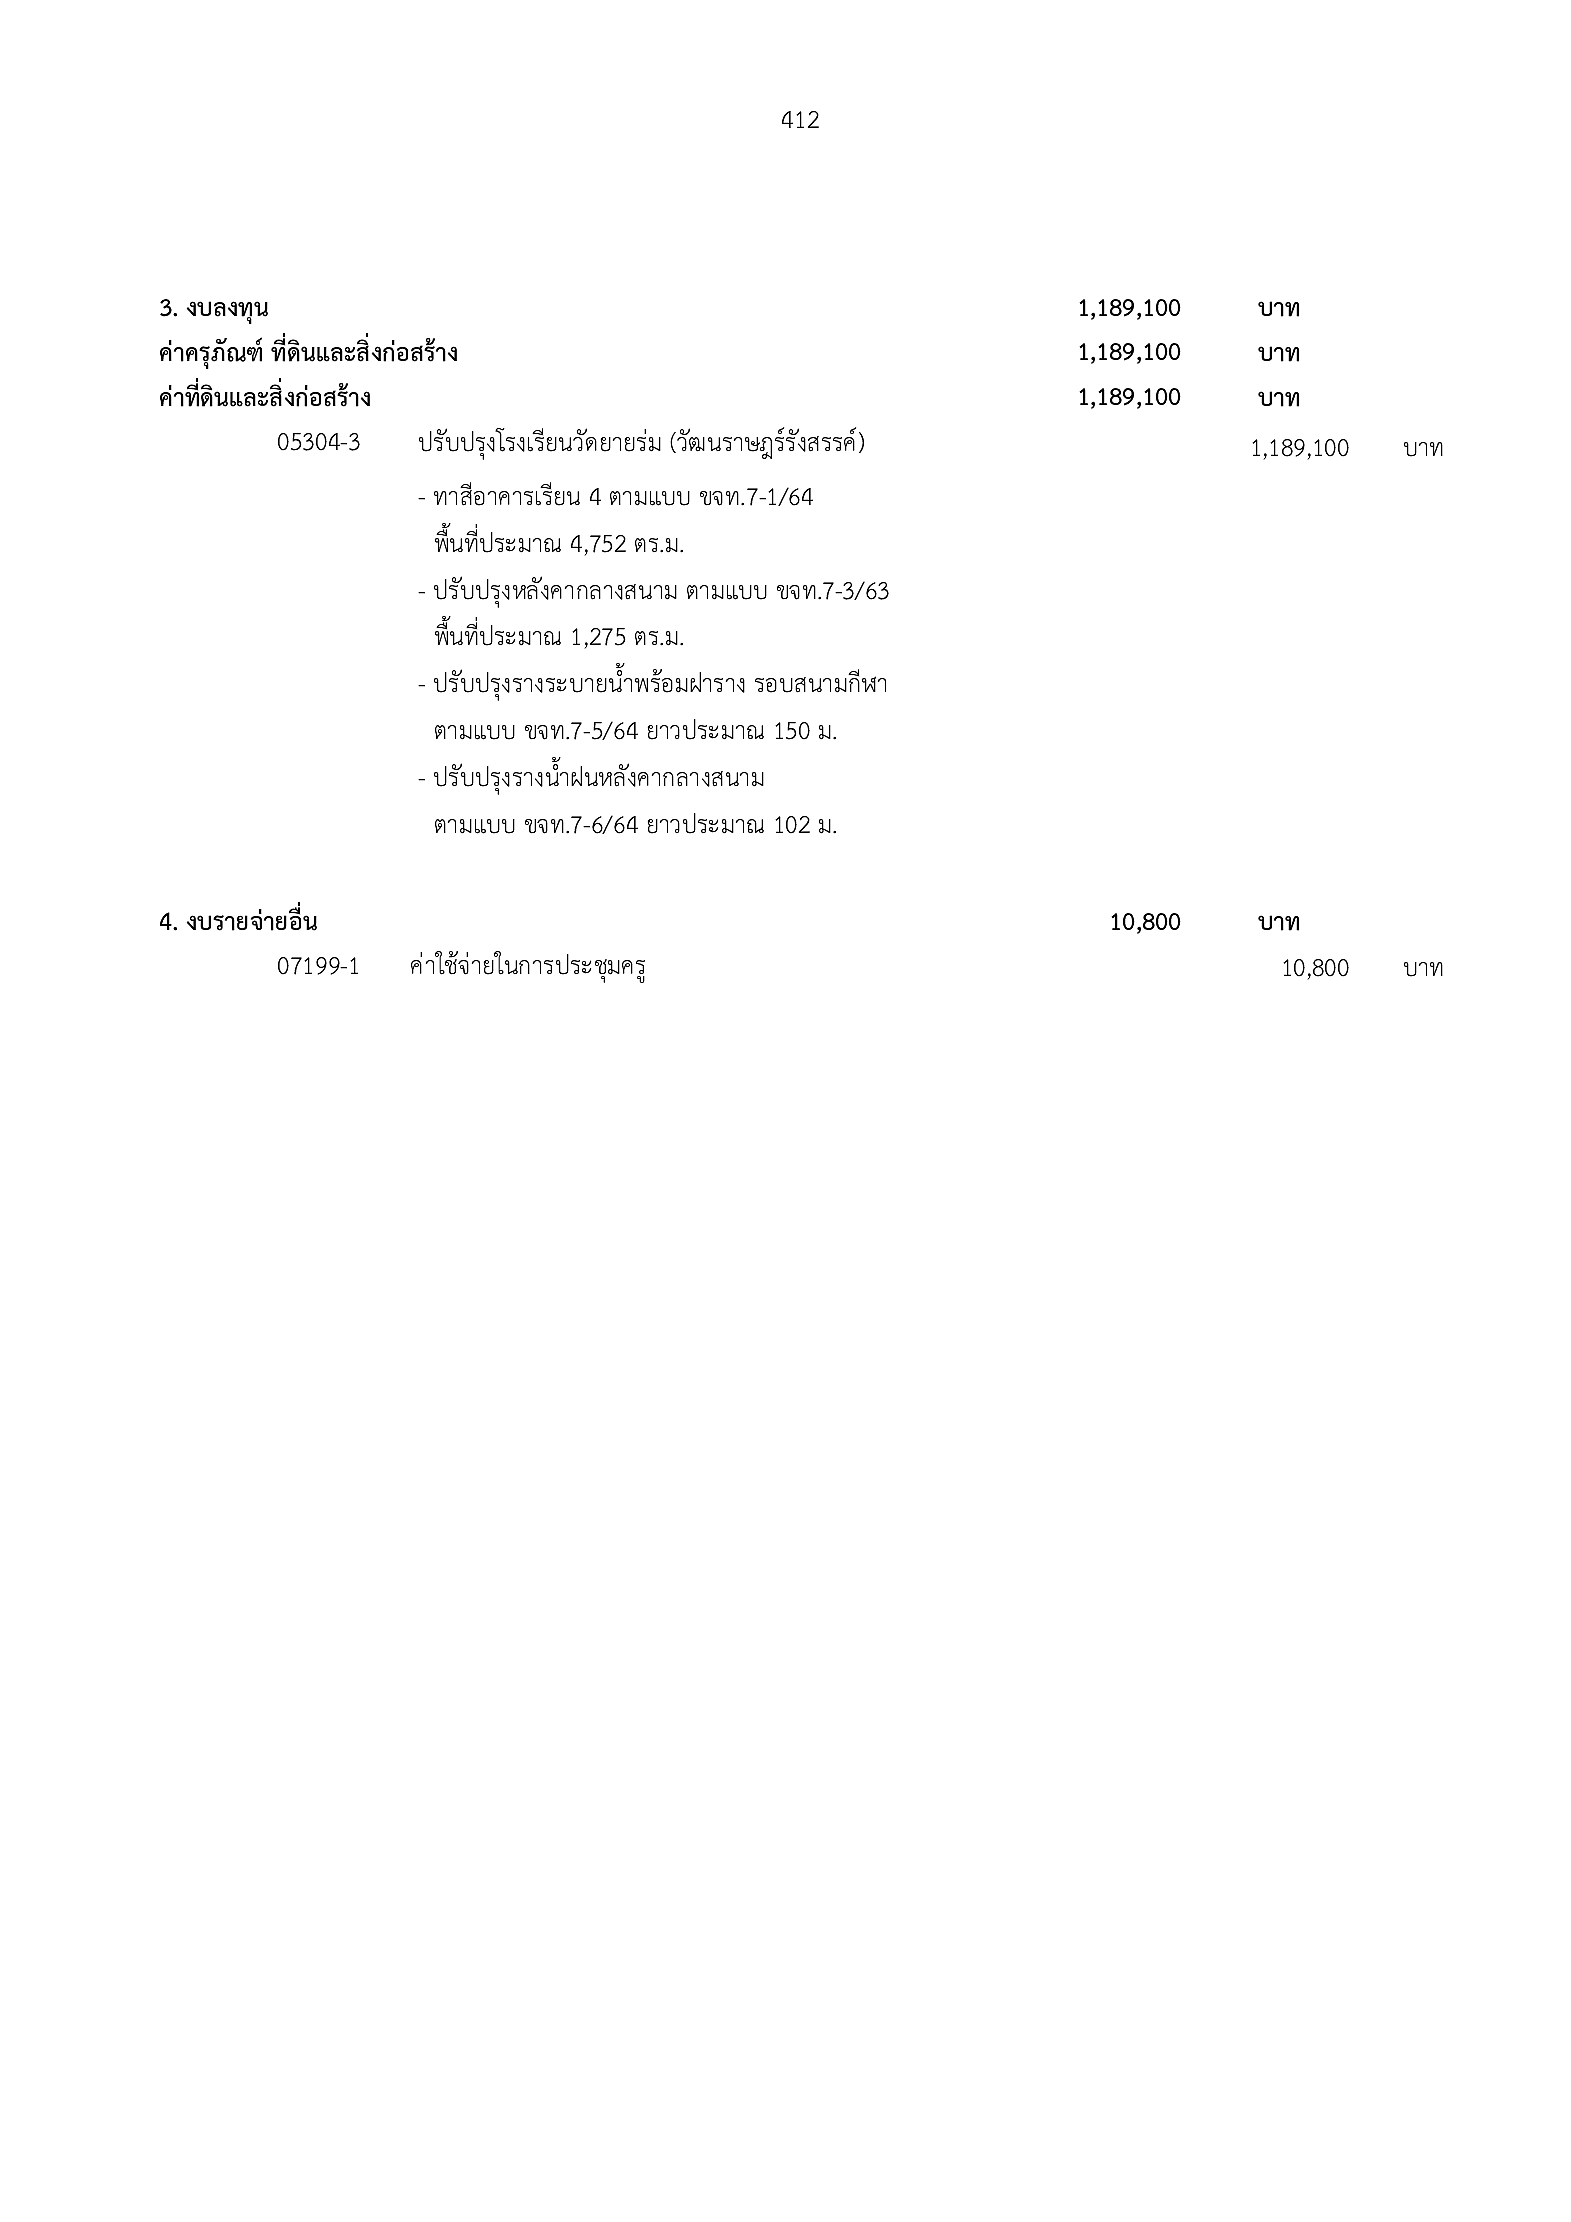 412
3. งบลงทุน 1,189,100 บาท
ค่าครุภัณฑ์ ที่ดินและสิ่งก่อสร้าง 1,189,100 บาท
ค่าที่ดินและสิ่งก่อสร้าง 1,189,100 บาท
05304-3 ปรับปรุงโรงเรียนวัดยายร่ม (วัฒนราษฎร์รังสรรค์) 1,189,100 บาท
- ทาสีอาคารเรียน 4 ตามแบบ ขจท.7-1/64
พื้นที่ประมาณ 4,752 ตร.ม.
- ปรับปรุงหลังคากลางสนาม ตามแบบ ขจท.7-3/63
พื้นที่ประมาณ 1,275 ตร.ม.
- ปรับปรุงรางระบายน้ำพร้อมฝาราง รอบสนามกีฬา
ตามแบบ ขจท.7-5/64 ยาวประมาณ 150 ม.
- ปรับปรุงรางน้ำฝนหลังคากลางสนาม
ตามแบบ ขจท.7-6/64 ยาวประมาณ 102 ม.
4. งบรายจ่ายอื่น 10,800 บาท
07199-1 ค่าใช้จ่ายในการประชุมครู 10,800 บาท